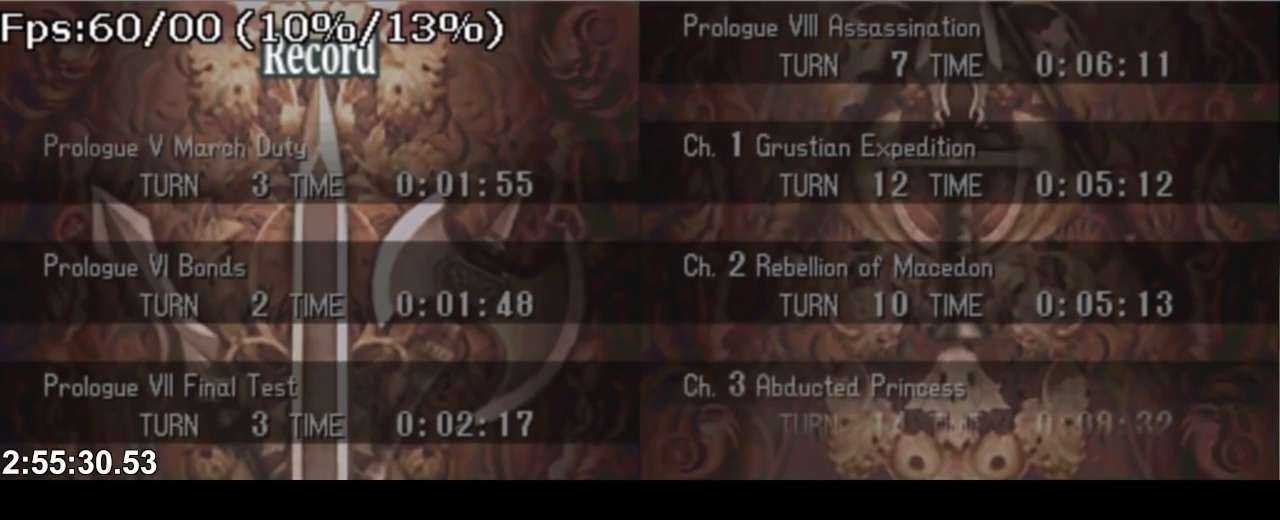 Fps:60/00 (10%/13%)
Record
Prologue V March Duty
TURN 3 TIME 0:01:55
Prologue VI Bonds
TURN 2 TIME 0:01:48
Prologue VII Final Test
TURN 3 TIME 0:02:17
2:55:30.53
Prologue VIII Assassination
TURN 7 TIME 0:06:11
Ch. 1 Grustian Expedition
TURN 12 TIME 0:05:12
Ch. 2 Rebellion of Macedon
TURN 10 TIME 0:05:13
Ch. 3 Abducted Princess
TURN TIME